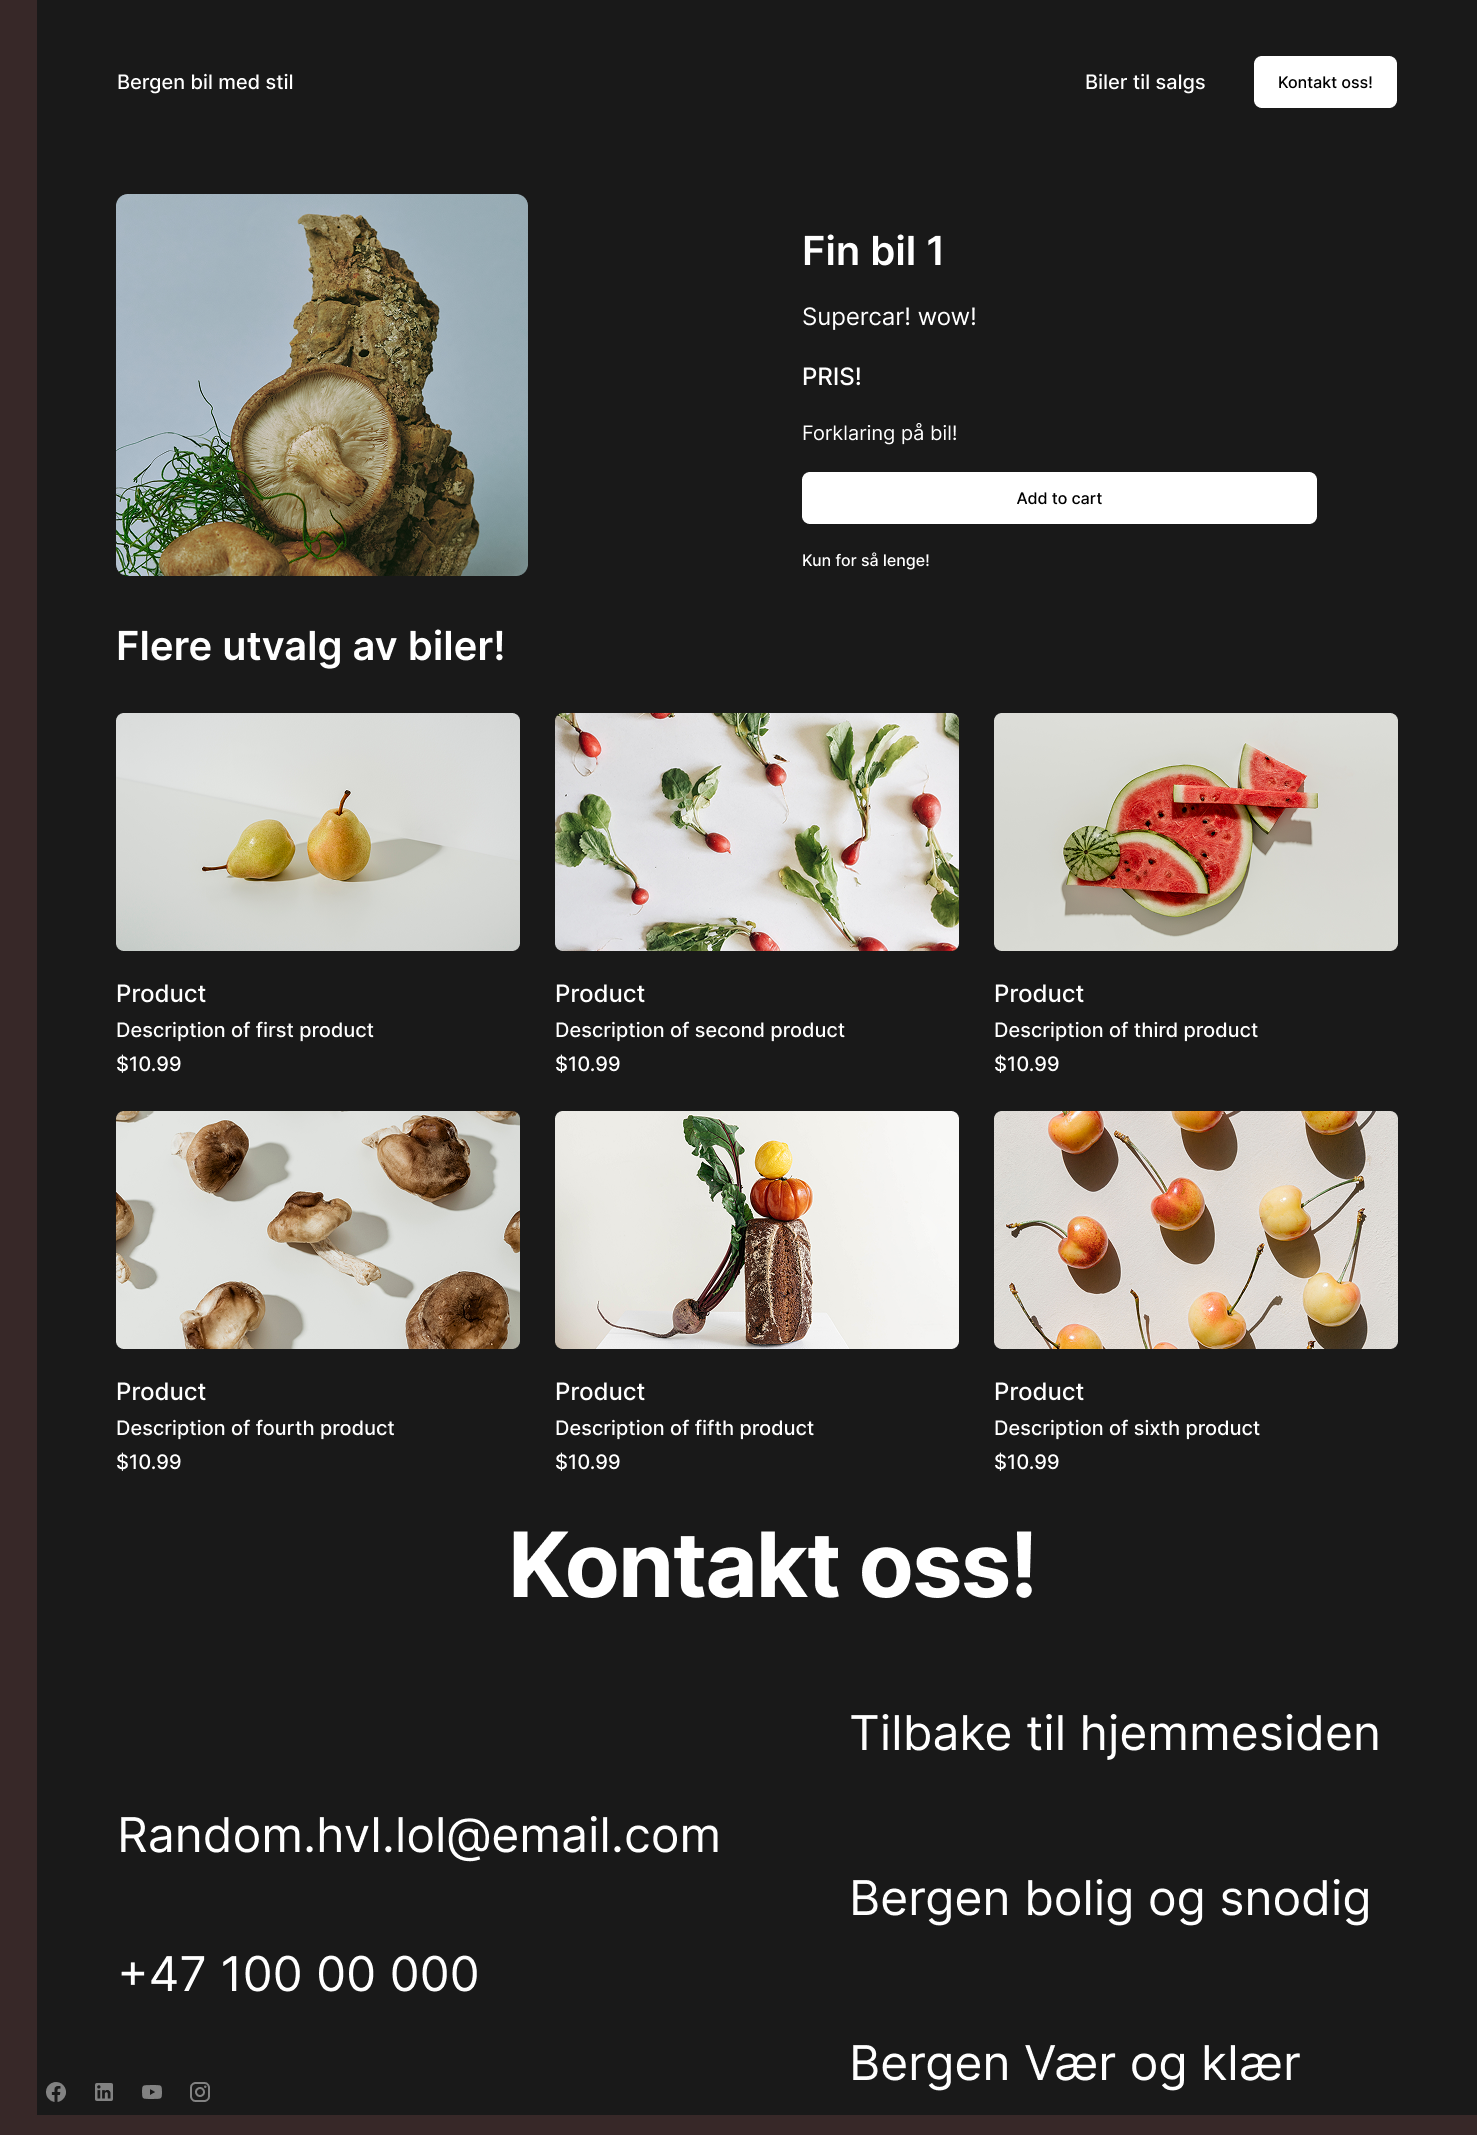 Bergen bil med stil
Biler til salgs
Kontakt oss!
Fin bil 1
Supercar! wow!
PRIS!
Forklaring på bil!
Add to cart
Kun for så lenge!
Flere utvalg av biler!
Product
Description of first product
$10.99
Product
Description of second product
$10.99
Product
Description of third product
$10.99
Product
Description of fourth product
$10.99
Product
Description of fifth product
$10.99
Product
Description of sixth product
$10.99
Kontakt oss!
Random.hvl.lol@email.com
+47 100 00 000
Tilbake til hjemmesiden
Bergen bolig og snodig
Bergen Vær og klær